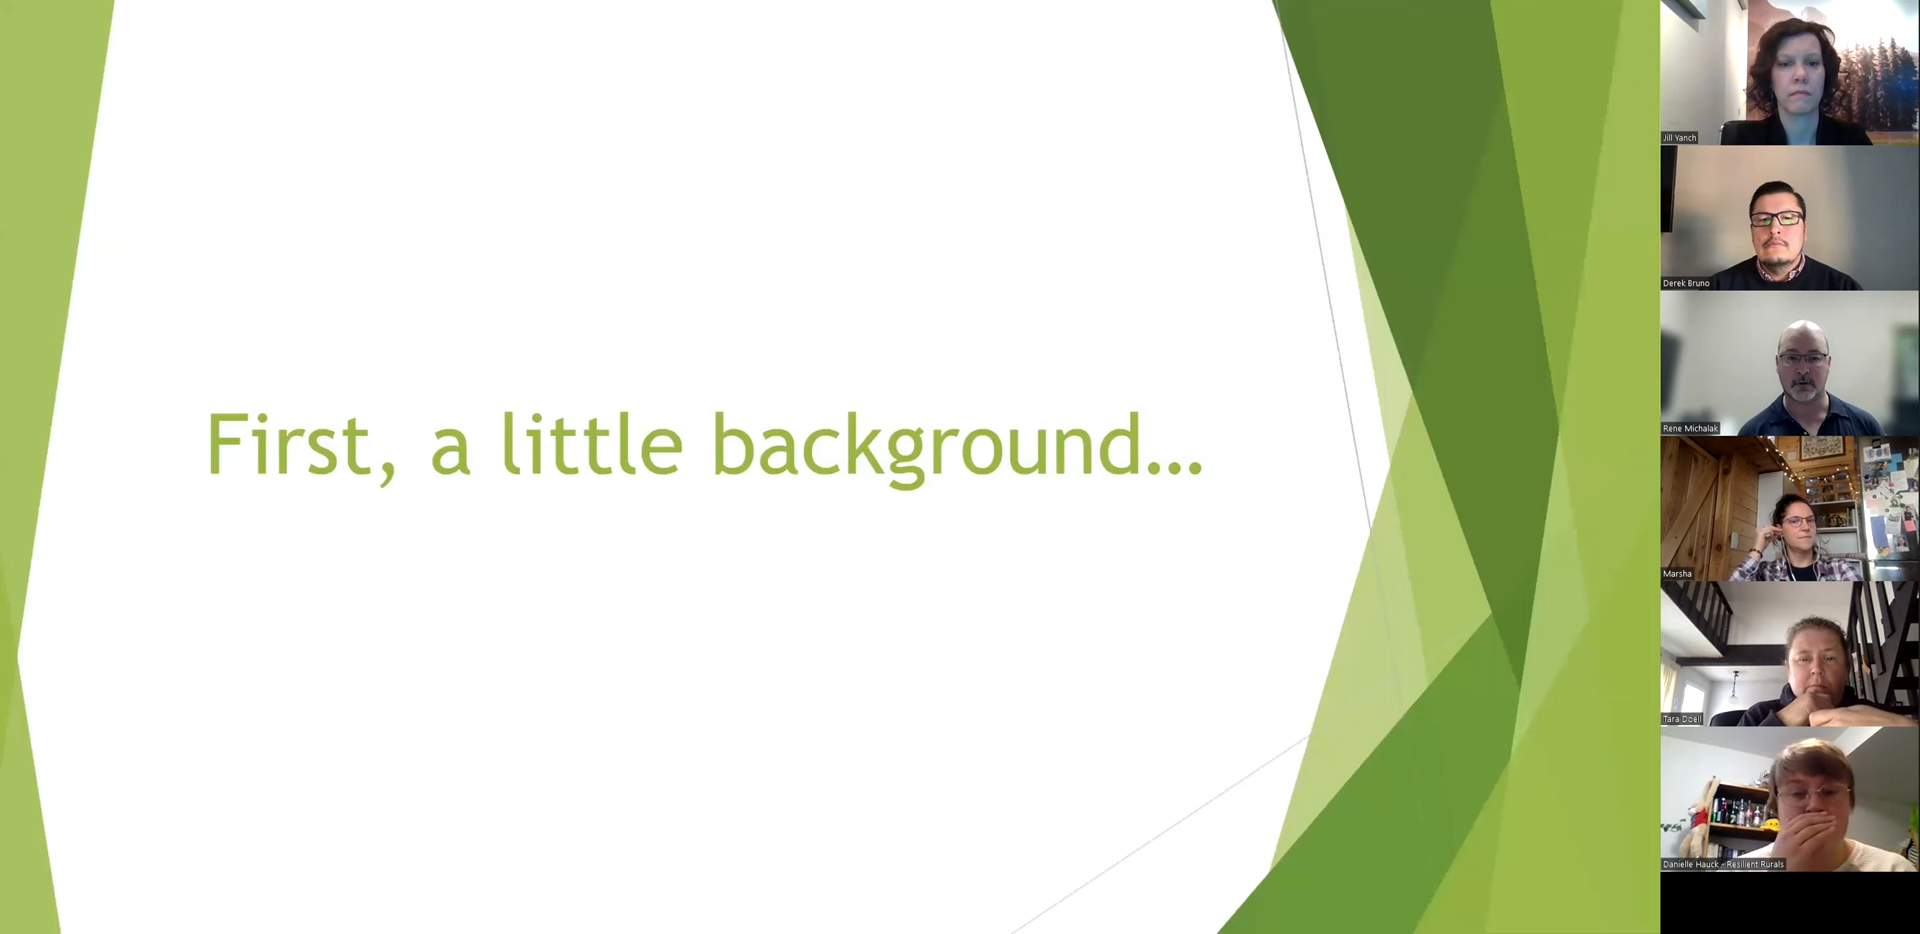 First, a little background...
Jill Yanch
Derek Bruno
Rene Michalak
Marsha
Tara Doell
Danielle Hauck - Resilient Rurals